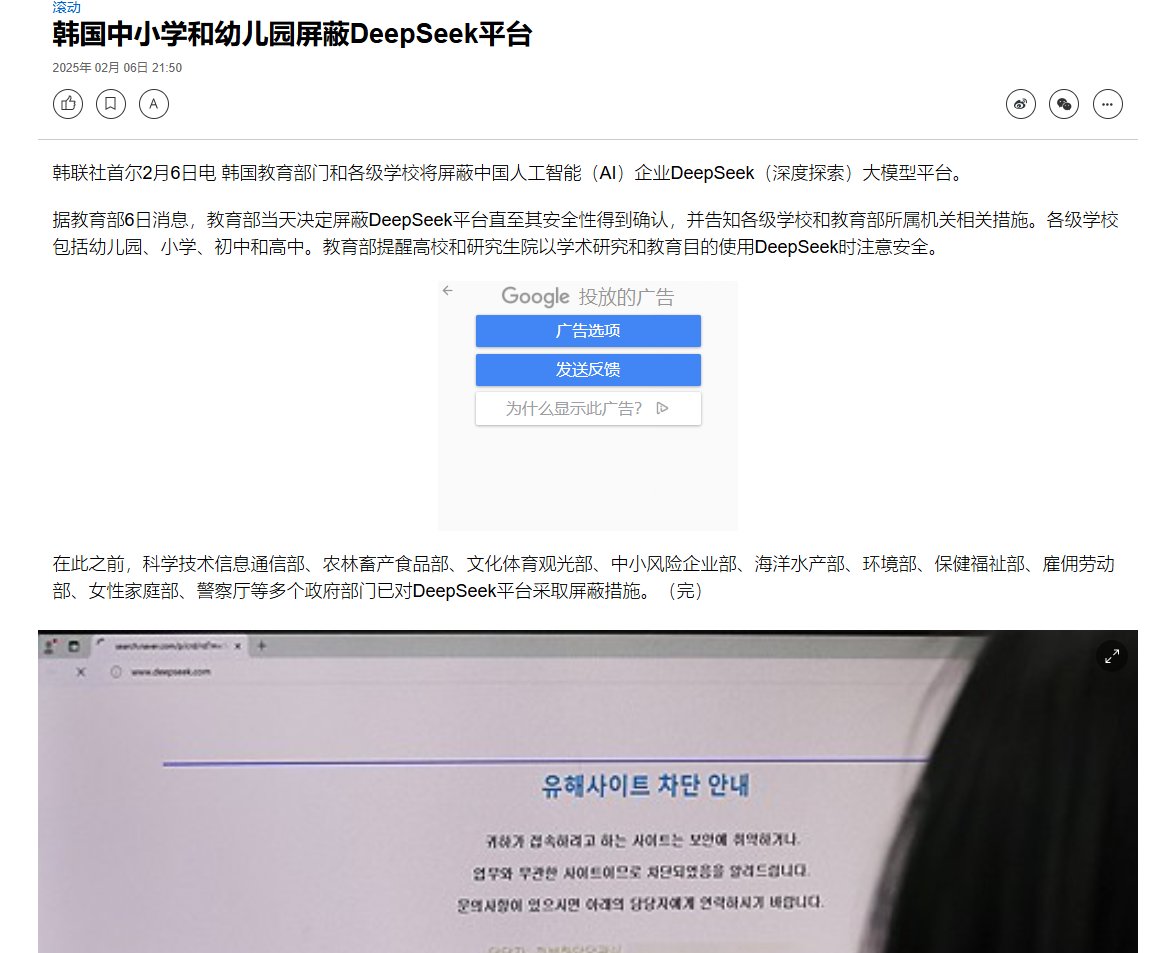 滚动
韩国中小学和幼儿园屏蔽DeepSeek平台
2025年 02月 06日 21:50
A
韩联社首尔2月6日电 韩国教育部门和各级学校将屏蔽中国人工智能（AI）企业DeepSeek（深度探索）大模型平台。
据教育部6日消息，教育部当天决定屏蔽DeepSeek平台直至其安全性得到确认，并告知各级学校和教育部所属机关相关措施。各级学校
包括幼儿园、小学、初中和高中。教育部提醒高校和研究生院以学术研究和教育目的使用DeepSeek时注意安全。
Google 投放的广告
广告选项
发送反馈
为什么显示此广告？
在此之前，科学技术信息通信部、农林畜产食品部、文化体育观光部、中小风险企业部、海洋水产部、环境部、保健福祉部、雇佣劳动
部、女性家庭部、警察厅等多个政府部门已对DeepSeek平台采取屏蔽措施。（完）
www.deepseek.com
유해사이트 차단 안내
귀하가 접속하려고 하는 사이트는 보안에 취약하거나,
업무와 무관한 사이트이므로 차단되었음을 알려드립니다.
문의사항이 있으시면 아래의 담당자에게 연락하시기 바랍니다.